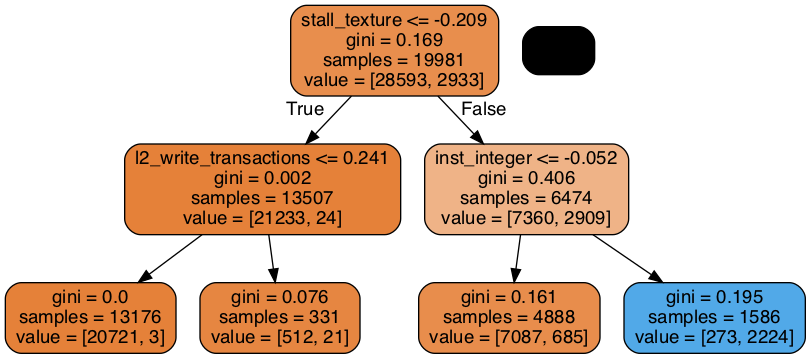 stall_texture <= -0.209
gini = 0.169
samples = 19981
value = [28593, 2933]
True
False
l2_write_transactions <= 0.241
gini = 0.002
samples = 13507
value = [21233, 24]
inst_integer <= -0.052
gini = 0.406
samples = 6474
value = [7360, 2909]
gini = 0.0
samples = 13176
value = [20721, 3]
gini = 0.076
samples = 331
value = [512, 21]
gini = 0.161
samples = 4888
value = [7087, 685]
gini = 0.195
samples = 1586
value = [273, 2224]